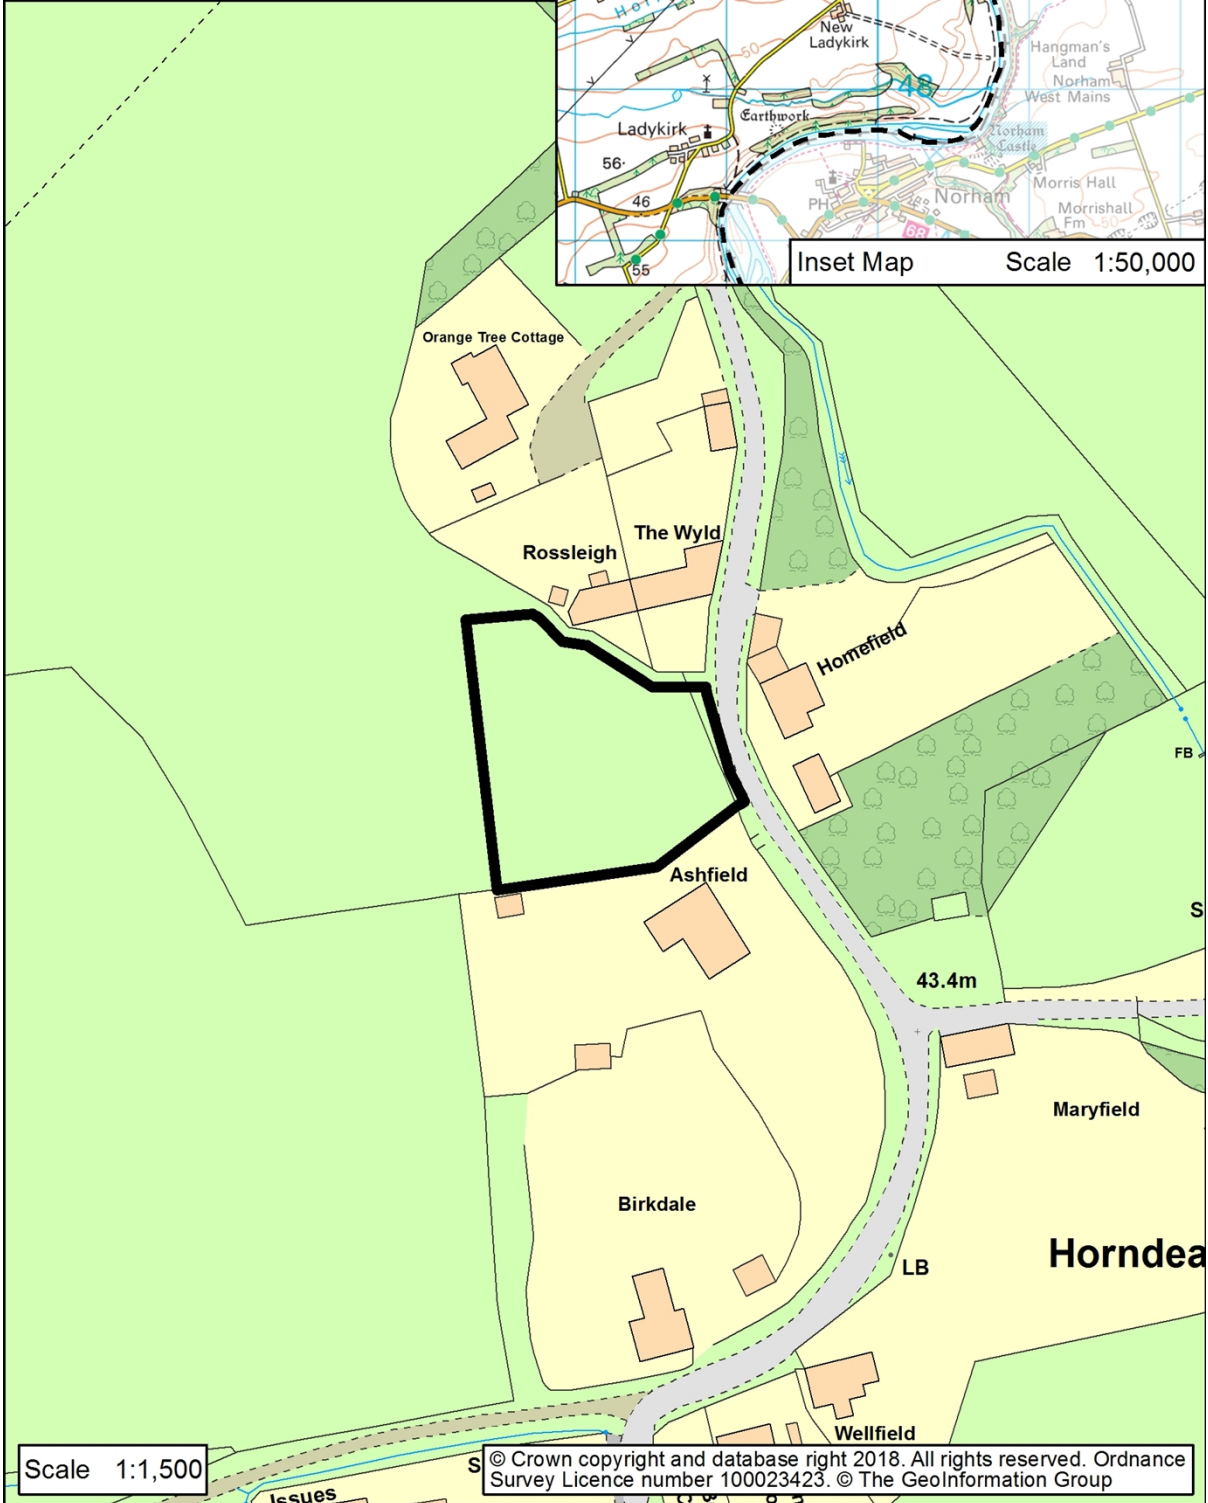 New
Ladykirk
50
Hangman's
Land
Norham
West Mains
48
Earthwork
Ladykirk
Norham
Castle
56
Morris Hall
46
PH
Norham
Morrishall
Fm
50
68
55
Inset Map Scale 1:50,000
Orange Tree Cottage
The Wyld
Rossleigh
Homefield
FB
Ashfield
S
43.4m
Maryfield
Birkdale
Horndea
LB
Wellfield
Scale 1:1,500
S
© Crown copyright and database right 2018. All rights reserved. Ordnance
Survey Licence number 100023423. © The GeoInformation Group
Issues